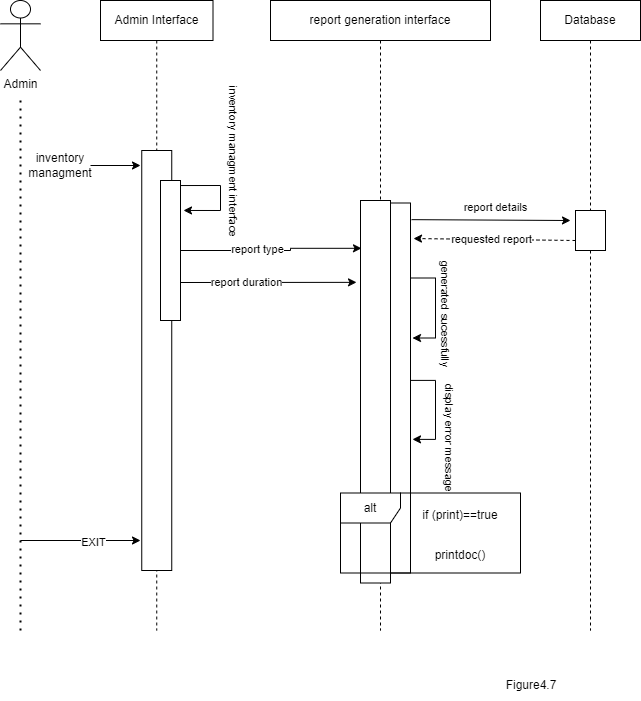 Admin Interface
report generation interface
Database
Admin
inventory managment interface
inventory
managment
report details
report type
requested report
report duration
generated sucessfully
display error message
alt
if (print)==true
printdoc()
EXIT
Figure4.7